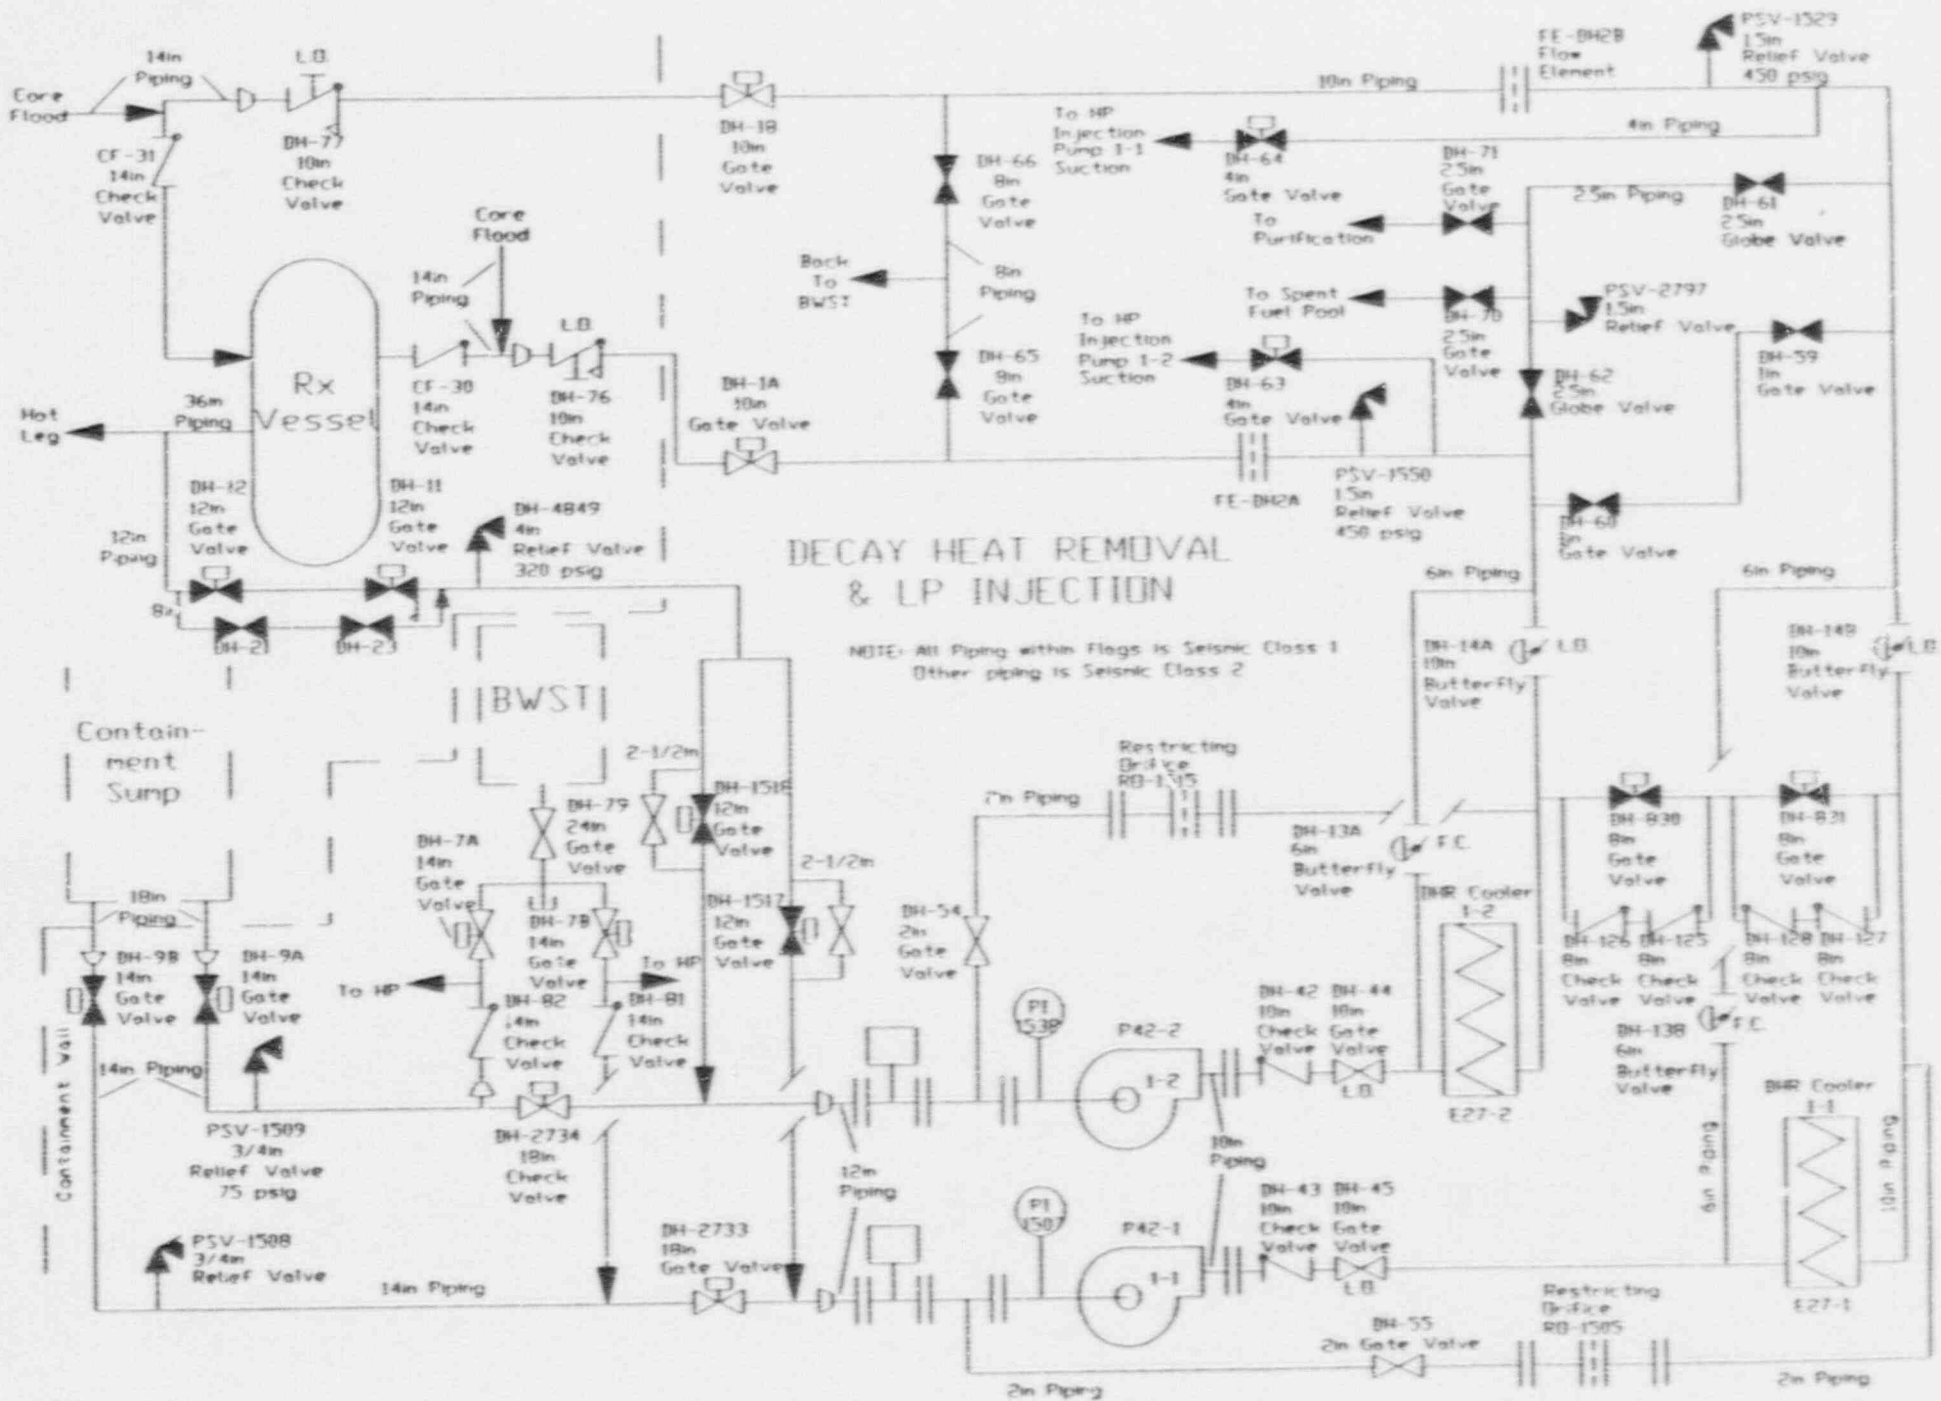 14in
Piping
L.O.
Core
Flood
DH-77
10in
Check
Valve
CF-31
14in
Check
Valve
DH-1B
10in
Gate
Valve
10in Piping
FE-DH2B
Flow
Element
PSV-1529
1.5in
Relief Valve
450 psig
To HP
Injection
Pump 1-1
Suction
DH-64
4in
Gate Valve
4in Piping
DH-66
8in
Gate
Valve
DH-71
2.5in
Gate
Valve
2.5in Piping
DH-61
2.5in
Globe Valve
To
Purification
Core
Flood
14in
Piping
Back
To
BWST
8in
Piping
To Spent
Fuel Pool
DH-70
2.5in
Gate
Valve
PSV-2797
1.5in
Relief Valve
DH-59
1in
Gate Valve
L.O.
To HP
Injection
Pump 1-2
Suction
DH-63
4in
Gate Valve
DH-65
8in
Gate
Valve
DH-62
2.5in
Globe Valve
Rx
Vessel
CF-30
14in
Check
Valve
DH-76
10in
Check
Valve
DH-1A
10in
Gate Valve
36in
Piping
Hot
Leg
FE-DH2A
PSV-1550
1.5in
Relief Valve
450 psig
DH-60
1in
Gate Valve
DH-12
12in
Gate
Valve
DH-11
12in
Gate
Valve
DH-4849
4in
Relief Valve
320 psig
12in
Piping
DECAY HEAT REMOVAL
& LP INJECTION
6in Piping
6in Piping
DH-21
DH-23
NOTE: All Piping within Flags is Seismic Class 1
Other piping is Seismic Class 2
DH-14A
10in
Butterfly
Valve
L.O.
DH-14B
10in
Butterfly
Valve
L.O.
BWST
Contain-
ment
Sump
2-1/2in
Restricting
Orifice
DH-1518
12in
Gate
Valve
DH-79
24in
Gate
Valve
DH-7A
14in
Gate
Valve
DH-13A
6in
Butterfly
Valve
F.C.
DH-830
8in
Gate
Valve
DH-831
8in
Gate
Valve
2-1/2in
DHR Cooler
1-2
18in
Piping
DH-7B
14in
Gate
Valve
DH-1517
12in
Gate
Valve
DH-54
2in
Gate
Valve
DH-126
8in
Check
Valve
DH-125
8in
Check
Valve
DH-128
8in
Check
Valve
DH-127
8in
Check
Valve
DH-9B
14in
Gate
Valve
DH-9A
14in
Gate
Valve
To HP
To HP
DH-82
14in
Check
Valve
DH-81
14in
Check
Valve
PI
1538
P42-2
1-2
DH-42
10in
Check
Valve
DH-44
10in
Gate
Valve
L.O.
E27-2
DH-13B
6in
Butterfly
Valve
F.C.
DHR Cooler
1-1
Containment Wall
14in Piping
PSV-1509
3/4in
Relief Valve
75 psig
DH-2734
18in
Check
Valve
12in
Piping
10in
Piping
PI
1507
P42-1
1-1
DH-43
10in
Check
Valve
DH-45
10in
Gate
Valve
L.O.
6in Piping
10in Piping
E27-1
PSV-1508
3/4in
Relief Valve
14in Piping
DH-2733
18in
Gate Valve
DH-55
2in Gate Valve
Restricting
Orifice
RO-1505
2in Piping
2in Piping